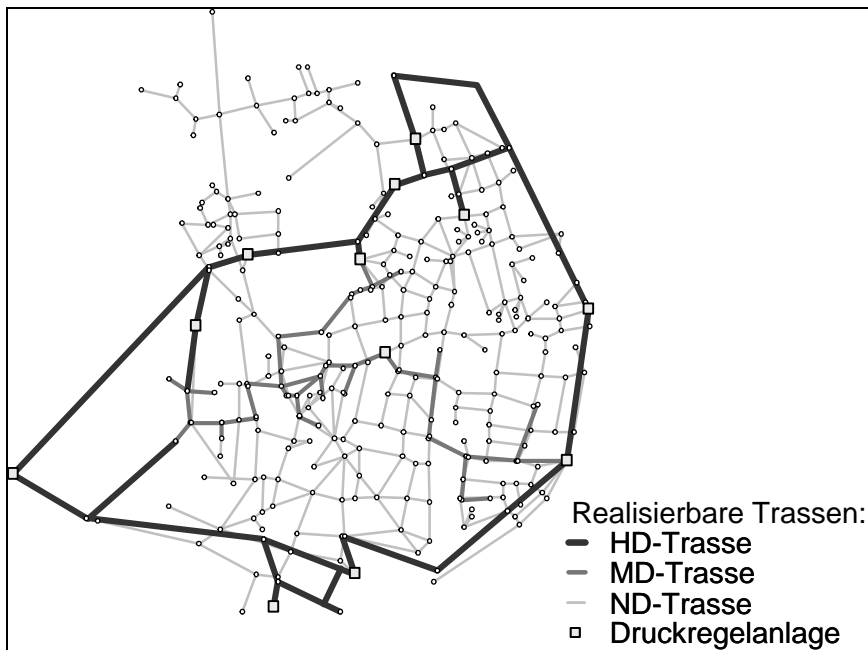 Realisierbare Trassen:
HD-Trasse
MD-Trasse
ND-Trasse
Druckregelanlage